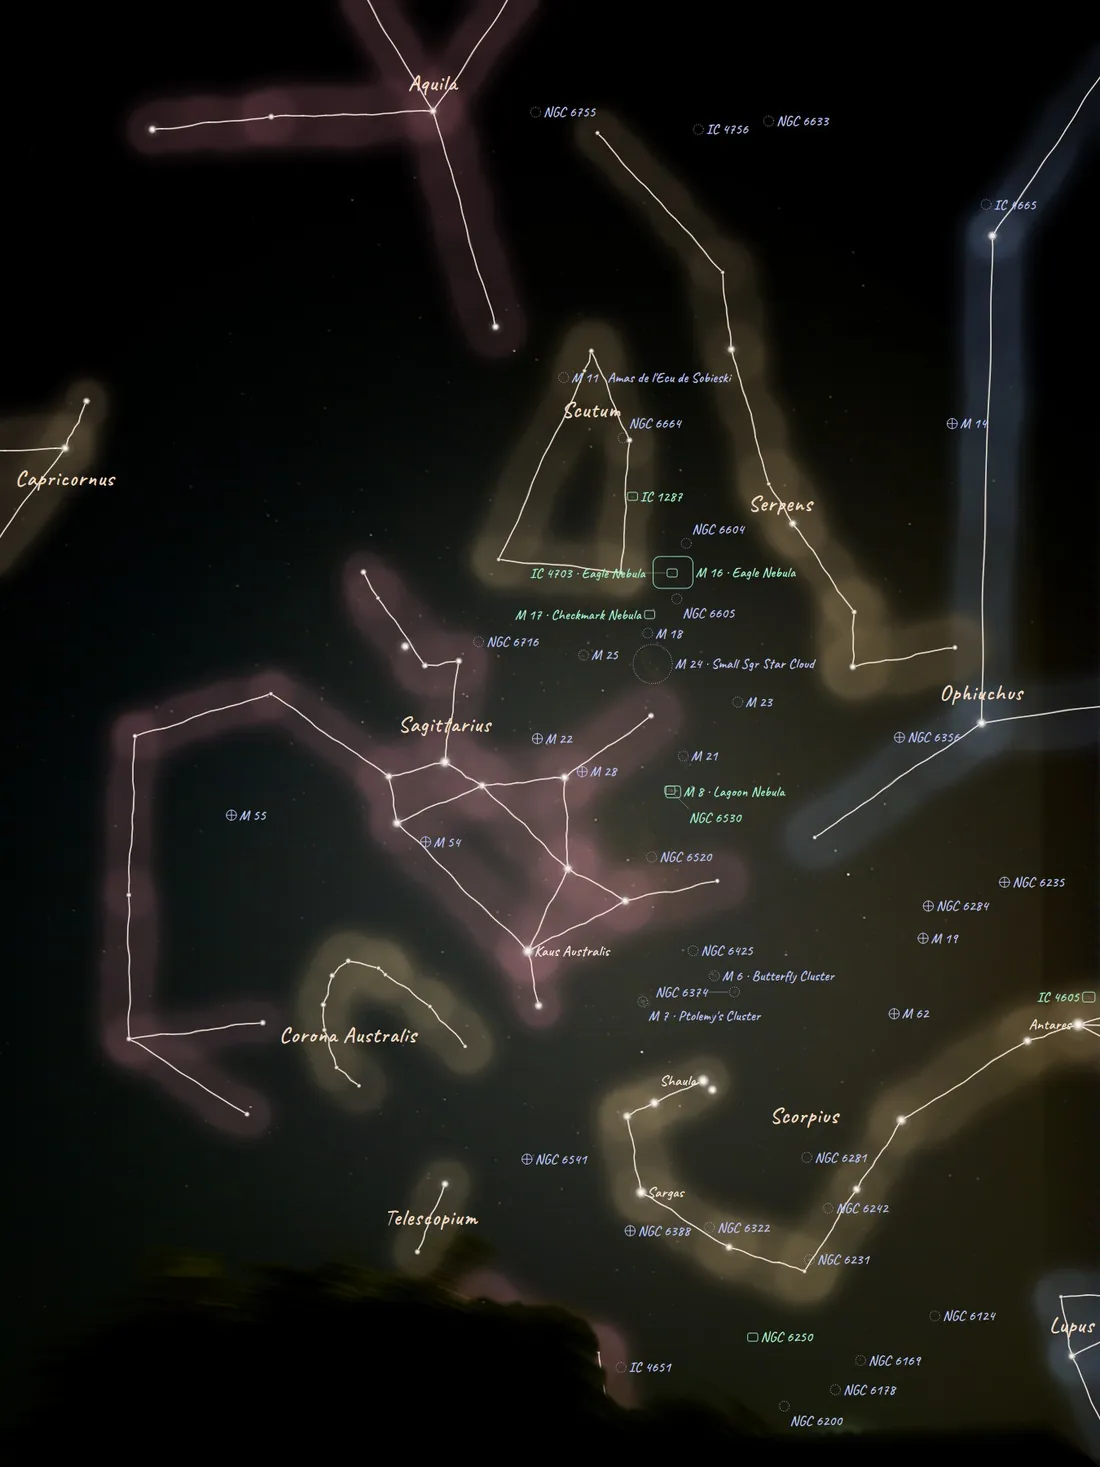 Aquila
NGC 6755
IC 4756
NGC 6633
IC 4665
M 11 · Amas de l'Ecu de Sobieski
Scutum
NGC 6664
M 14
Capricornus
IC 1287
Serpens
NGC 6604
IC 4703 · Eagle Nebula
M 16 · Eagle Nebula
M 17 · Checkmark Nebula
NGC 6605
M 18
NGC 6716
M 25
M 24 · Small Sgr Star Cloud
Ophiuchus
M 23
Sagittarius
M 22
NGC 6356
M 21
M 28
M 8 · Lagoon Nebula
M 55
NGC 6530
M 54
NGC 6520
NGC 6235
NGC 6284
M 19
Kaus Australis
NGC 6425
M 6 · Butterfly Cluster
NGC 6374
IC 4605
M 7 · Ptolemy's Cluster
M 62
Antares
Corona Australis
Shaula
Scorpius
NGC 6541
NGC 6281
Sargas
NGC 6242
Telescopium
NGC 6388
NGC 6322
NGC 6231
NGC 6124
Lupus
NGC 6250
NGC 6169
IC 4651
NGC 6178
NGC 6200